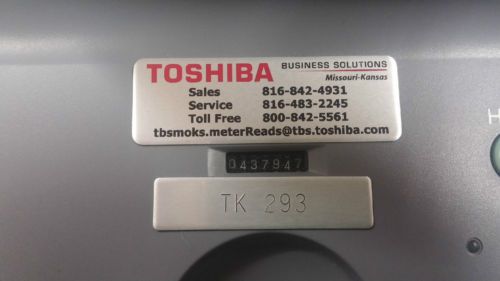 TOSHIBA BUSINESS SOLUTIONS
Missouri-Kansas
Sales 816-842-4931
Service 816-483-2245
Toll Free 800-842-5561
tbsmoks.meterReads@tbs.toshiba.com
0437947
H
TK 293